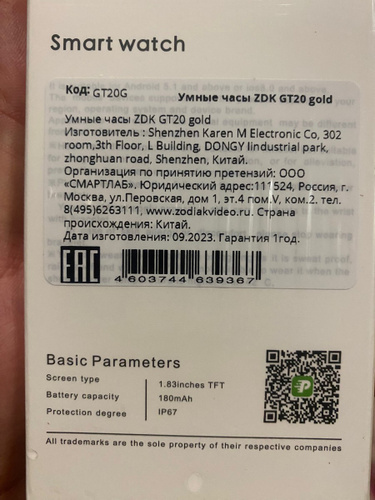 Smart watch
Код: GT20G
Умные часы ZDK GT20 gold
Умные часы ZDK GT20 gold
Изготовитель : Shenzhen Karen M Electronic Co, 302
room,3th Floor, L Building, DONGY lindustrial park,
zhonghuan road, Shenzhen, Китай.
Организация по принятию претензий: ООО
«СМАРТЛАБ». Юридический адрес:111524, Россия, г.
Москва, ул.Перовская, дом 1, эт.4 пом.V, ком.2. тел.
8(495)6263111, www.zodiakvideo.ru. Страна
происхождения: Китай.
Дата изготовления: 09.2023. Гарантия 1год.
EAC
4 603744 639367
Basic Parameters
Screen type 1.83inches TFT
Battery capacity 180mAh
Protection degree IP67
All trademarks are the sole property of their respective companies